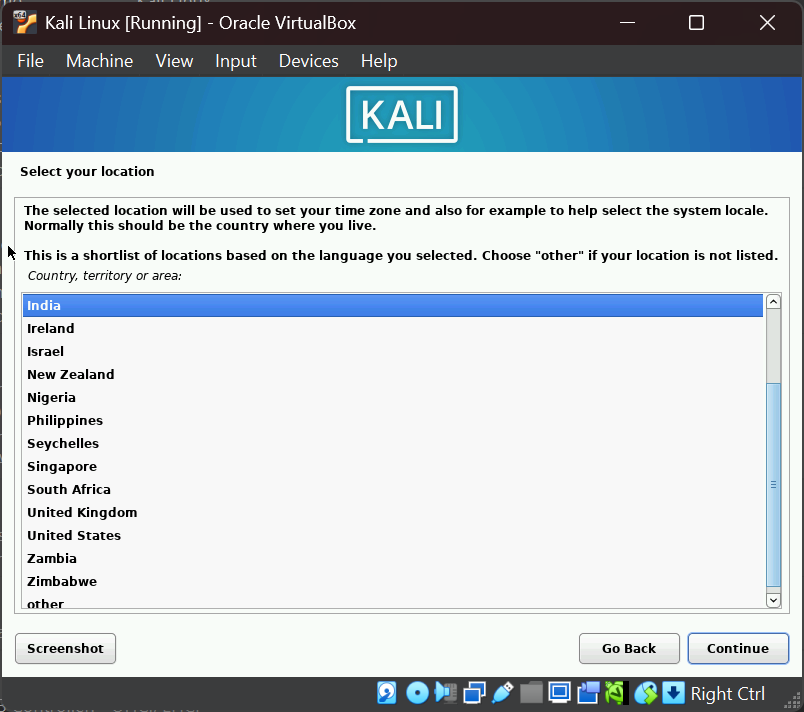 Kali Linux [Running] - Oracle VirtualBox
File Machine View Input Devices Help
KALI
Select your location
The selected location will be used to set your time zone and also for example to help select the system locale.
Normally this should be the country where you live.
This is a shortlist of locations based on the language you selected. Choose "other" if your location is not listed.
Country, territory or area:
India
Ireland
Israel
New Zealand
Nigeria
Philippines
Seychelles
Singapore
South Africa
United Kingdom
United States
Zambia
Zimbabwe
other
Screenshot Go Back Continue
Right Ctrl